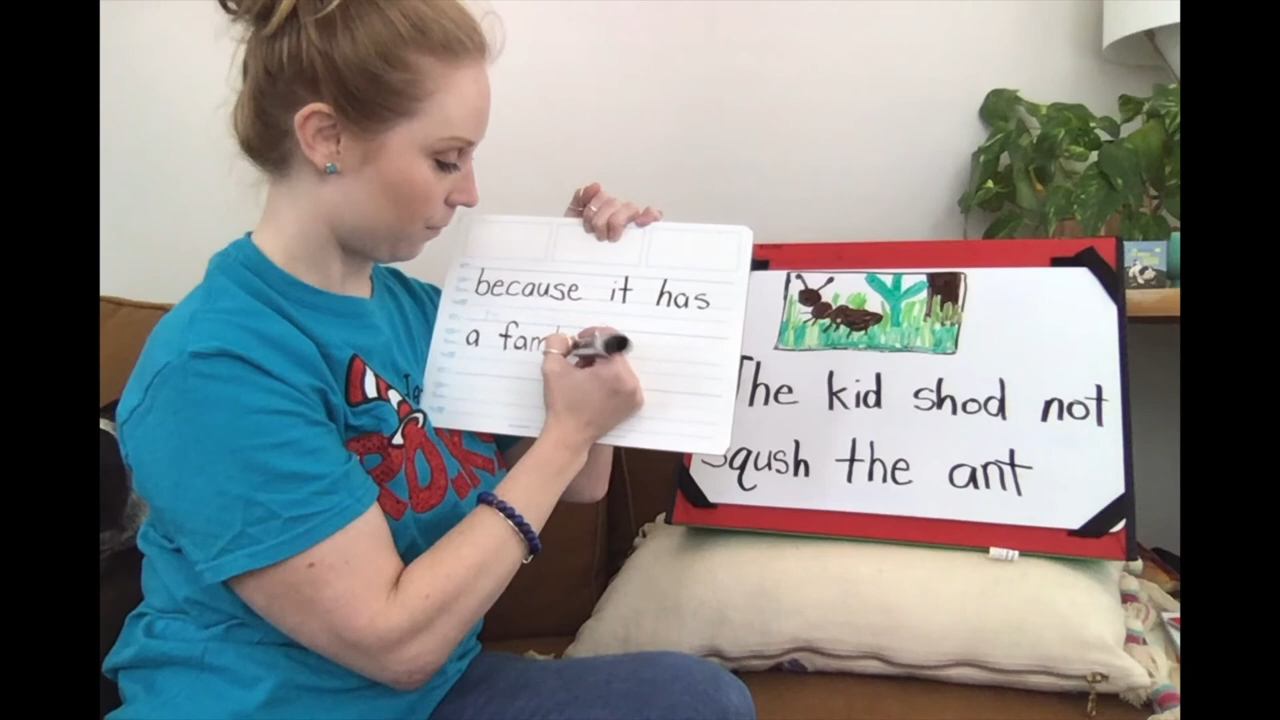 because it has
a fam
The kid shod not
sqush the ant